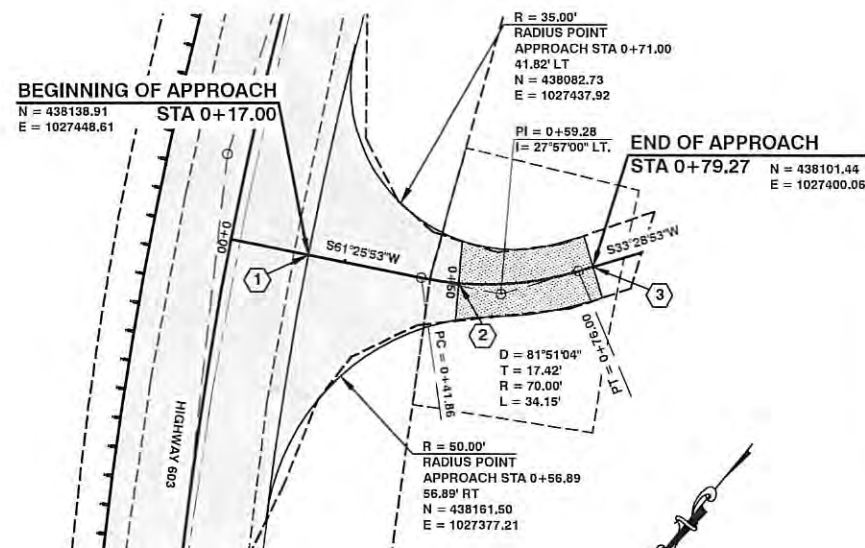 R = 35.00'
RADIUS POINT
APPROACH STA 0+71.00
41.82' LT
N = 438082.73
E = 1027437.92
BEGINNING OF APPROACH
N = 438138.91
E = 1027448.61
STA 0+17.00
PI = 0+59.28
I= 27°57'00" LT.
END OF APPROACH
STA 0+79.27
N = 438101.44
E = 1027400.06
0+00
S61°25'53"W
S33°28'53"W
1
0+60
2
3
PC = 0+41.86
D = 81°51'04"
T = 17.42'
R = 70.00'
L = 34.15'
PT = 0+76.00
HIGHWAY 603
R = 50.00'
RADIUS POINT
APPROACH STA 0+56.89
56.89' RT
N = 438161.50
E = 1027377.21